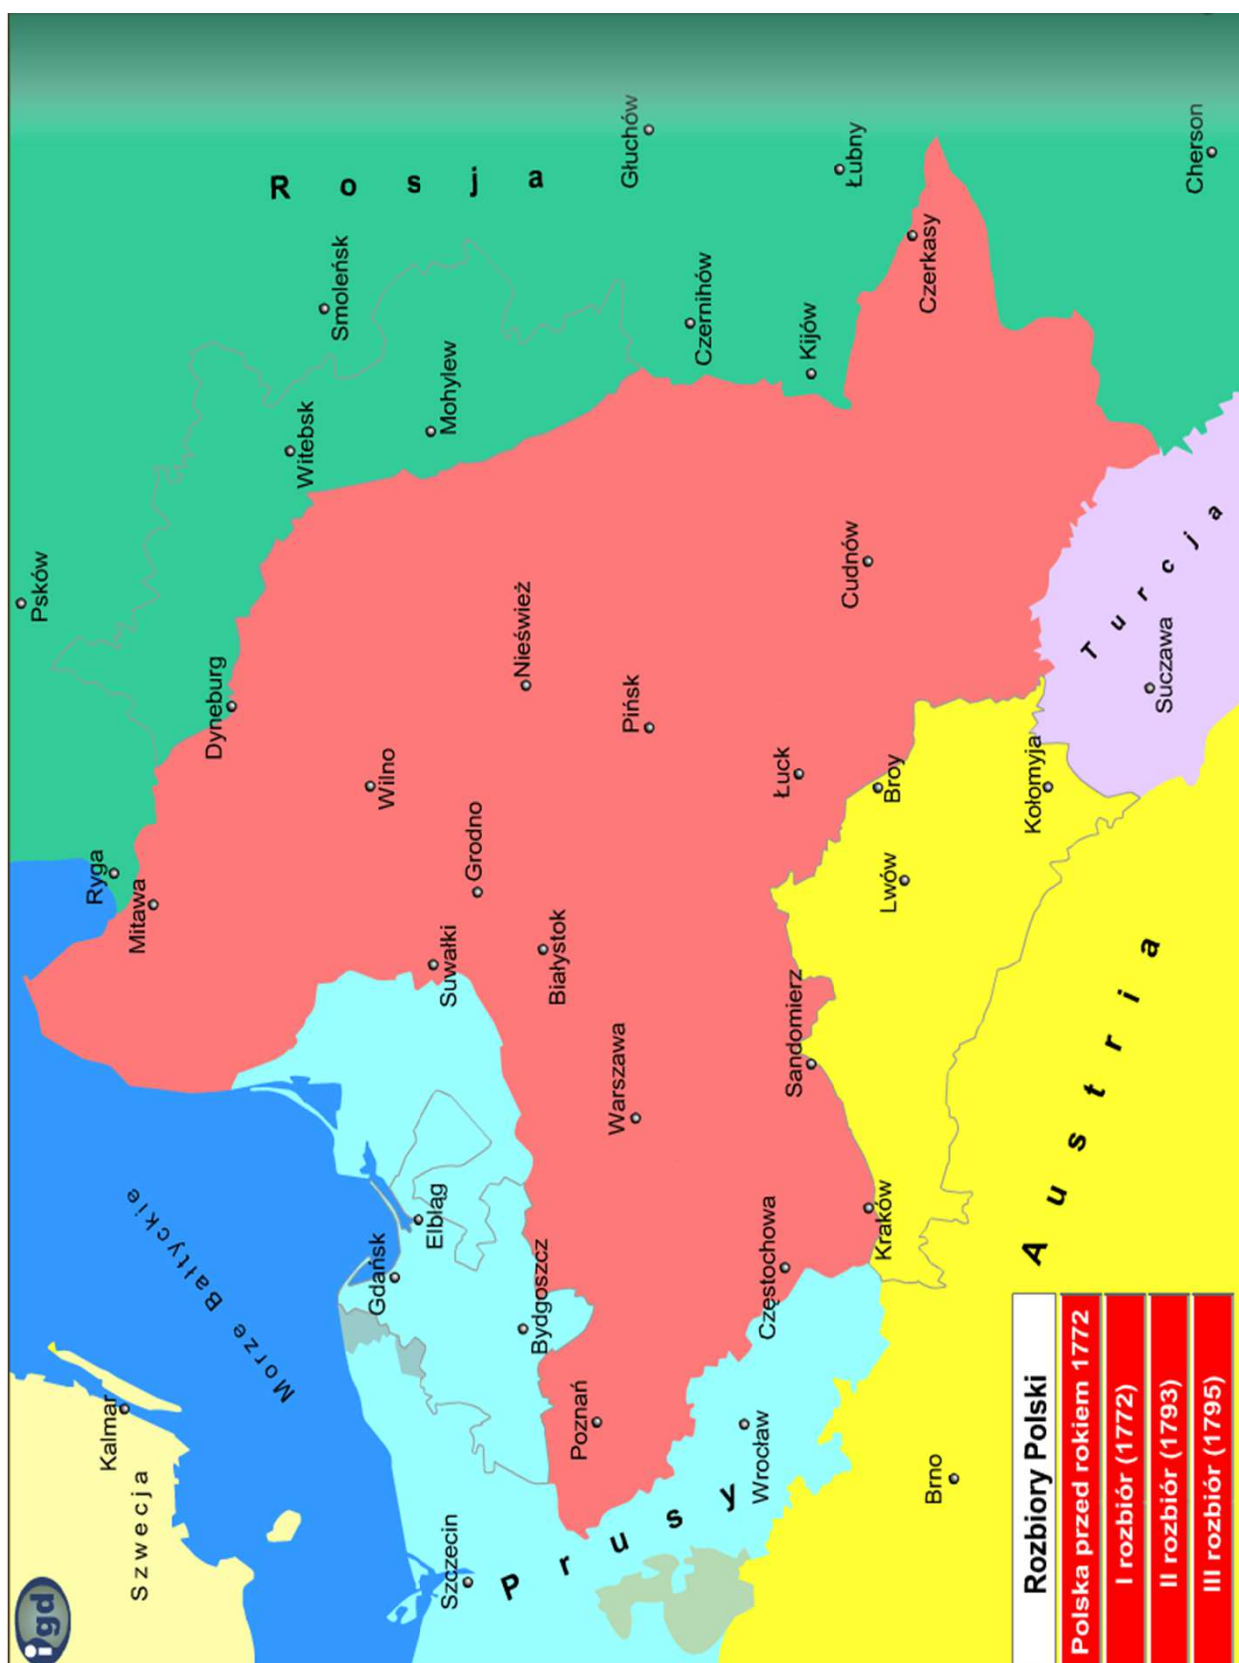 igd
Szwecja
Kalmar
Morze Bałtyckie
Ryga
Mitawa
Psków
Dyneburg
Witebsk
Smoleńsk
Rosja
Mohylew
Wilno
Grodno
Suwałki
Białystok
Nieśwież
Pińsk
Głuchów
Czernihów
Kijów
Łubny
Czerkasy
Cherson
Szczecin
Gdańsk
Elbląg
Bydgoszcz
Poznań
Prusy
Wrocław
Warszawa
Częstochowa
Sandomierz
Kraków
Łuck
Cudnów
Broy
Lwów
Kołomyja
Turcja
Suczawa
Brno
Austria
Rozbiory Polski
Polska przed rokiem 1772
I rozbiór (1772)
II rozbiór (1793)
III rozbiór (1795)